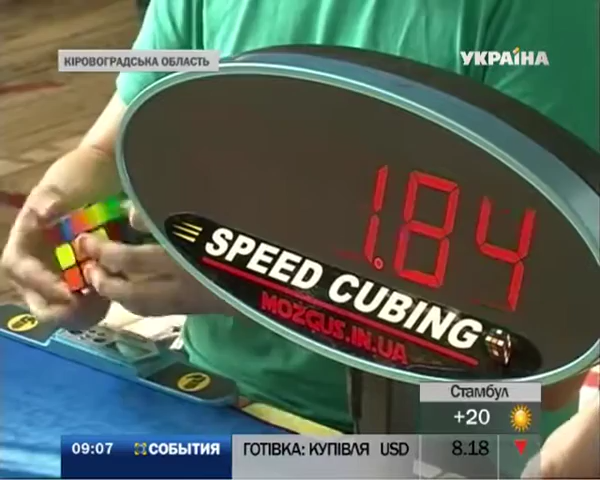 КІРОВОГРАДСЬКА ОБЛАСТЬ
УКРАЇНА
1.84
SPEED CUBING
MOZGUS.IN.UA
Стамбул
+20
09:07
СОБЫТИЯ
ГОТІВКА: КУПІВЛЯ USD
8.18